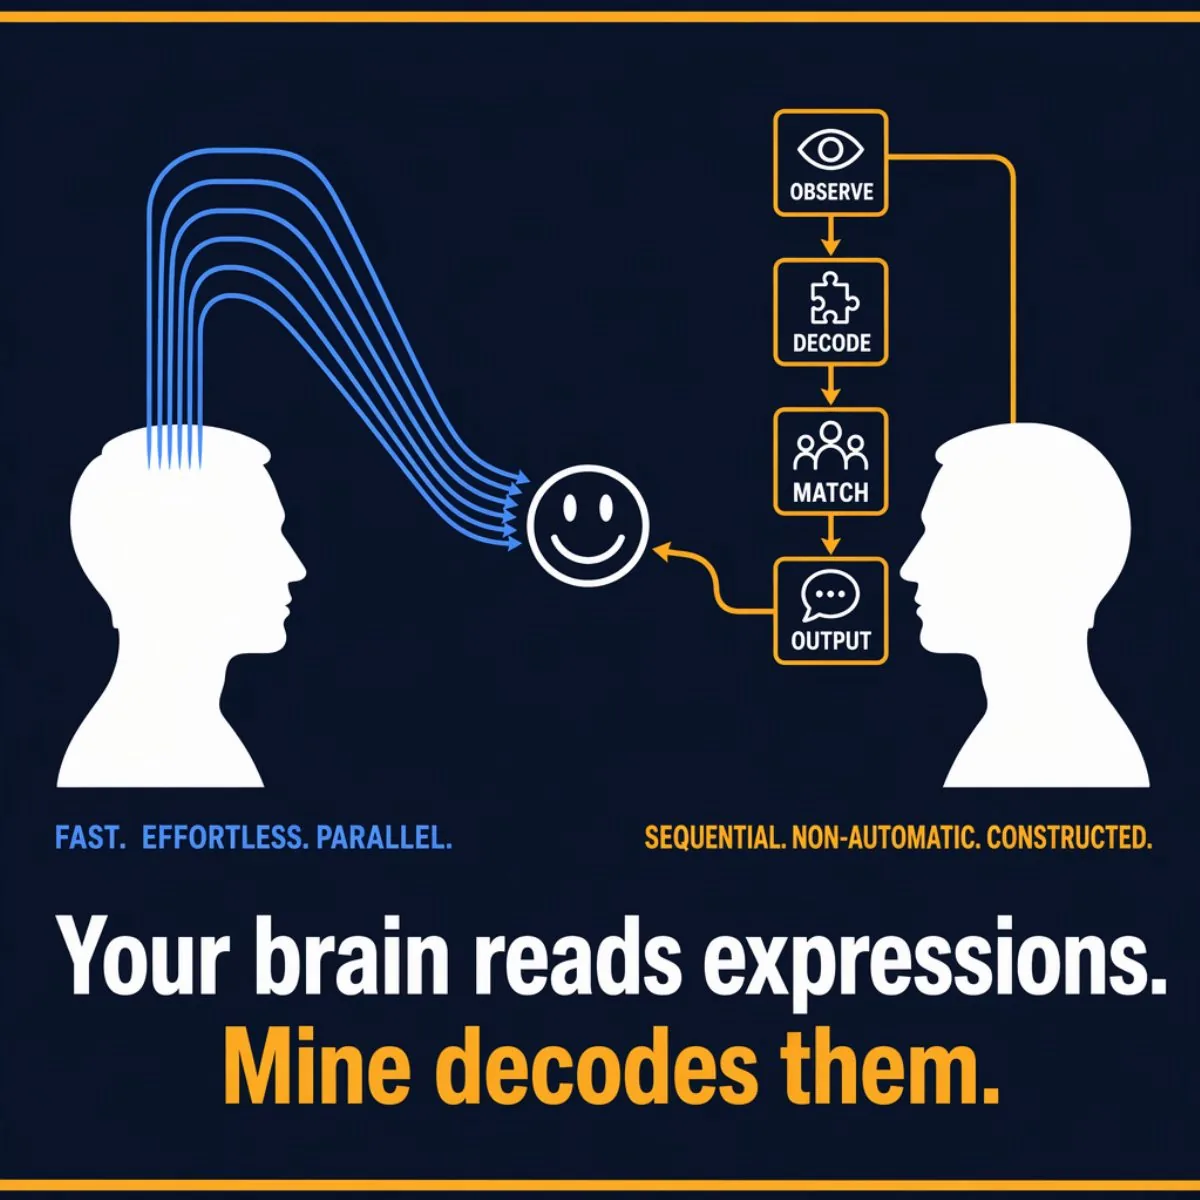 OBSERVE
DECODE
MATCH
OUTPUT
FAST. EFFORTLESS. PARALLEL.
SEQUENTIAL. NON-AUTOMATIC. CONSTRUCTED.
Your brain reads expressions.
Mine decodes them.